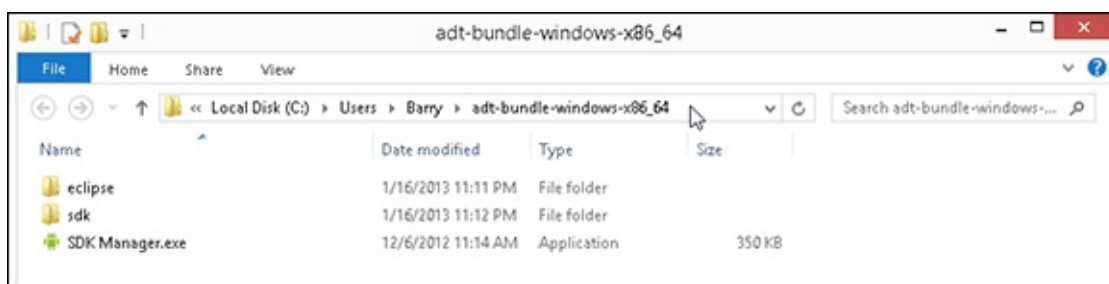 adt-bundle-windows-x86_64
File Home Share View
« Local Disk (C:) Users Barry adt-bundle-windows-x86_64 Search adt-bundle-windows-...
Name Date modified Type Size
eclipse 1/16/2013 11:11 PM File folder
sdk 1/16/2013 11:12 PM File folder
SDK Manager.exe 12/6/2012 11:14 AM Application 350 KB